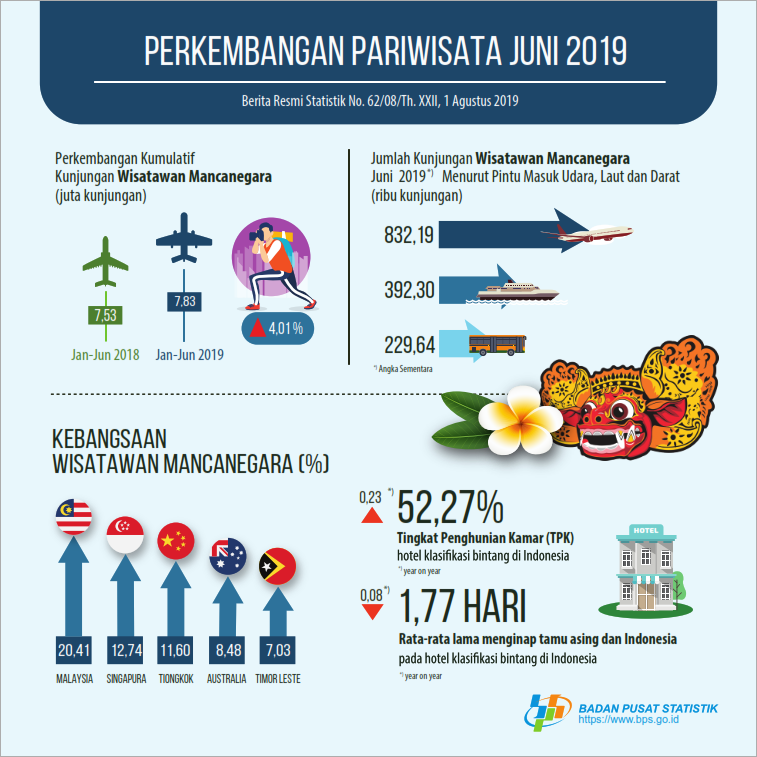 PERKEMBANGAN PARIWISATA JUNI 2019
Berita Resmi Statistik No. 62/08/Th. XXII, 1 Agustus 2019
Perkembangan Kumulatif
Kunjungan Wisatawan Mancanegara
(juta kunjungan)
7,53
7,83
Jan-Jun 2018
Jan-Jun 2019
4,01 %
Jumlah Kunjungan Wisatawan Mancanegara
Juni 2019*) Menurut Pintu Masuk Udara, Laut dan Darat
(ribu kunjungan)
832,19
392,30
229,64
*) Angka Sementara
KEBANGSAAN
WISATAWAN MANCANEGARA (%)
20,41
12,74
11,60
8,48
7,03
MALAYSIA
SINGAPURA
TIONGKOK
AUSTRALIA
TIMOR LESTE
0,23 *)
52,27%
Tingkat Penghunian Kamar (TPK)
hotel klasifikasi bintang di Indonesia
*) year on year
HOTEL
0,08 *)
1,77 HARI
Rata-rata lama menginap tamu asing dan Indonesia
pada hotel klasifikasi bintang di Indonesia
*) year on year
BADAN PUSAT STATISTIK
https://www.bps.go.id